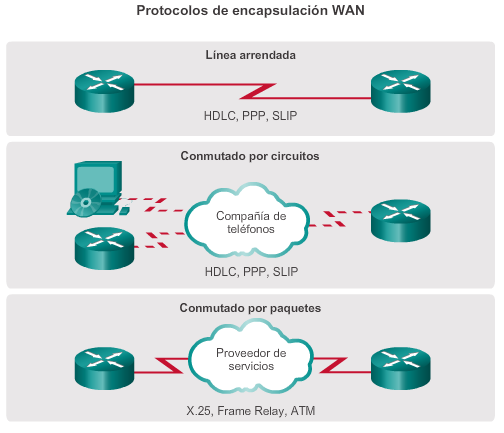 Protocolos de encapsulación WAN
Línea arrendada
HDLC, PPP, SLIP
Conmutado por circuitos
Compañía de
teléfonos
HDLC, PPP, SLIP
Conmutado por paquetes
Proveedor de
servicios
X.25, Frame Relay, ATM